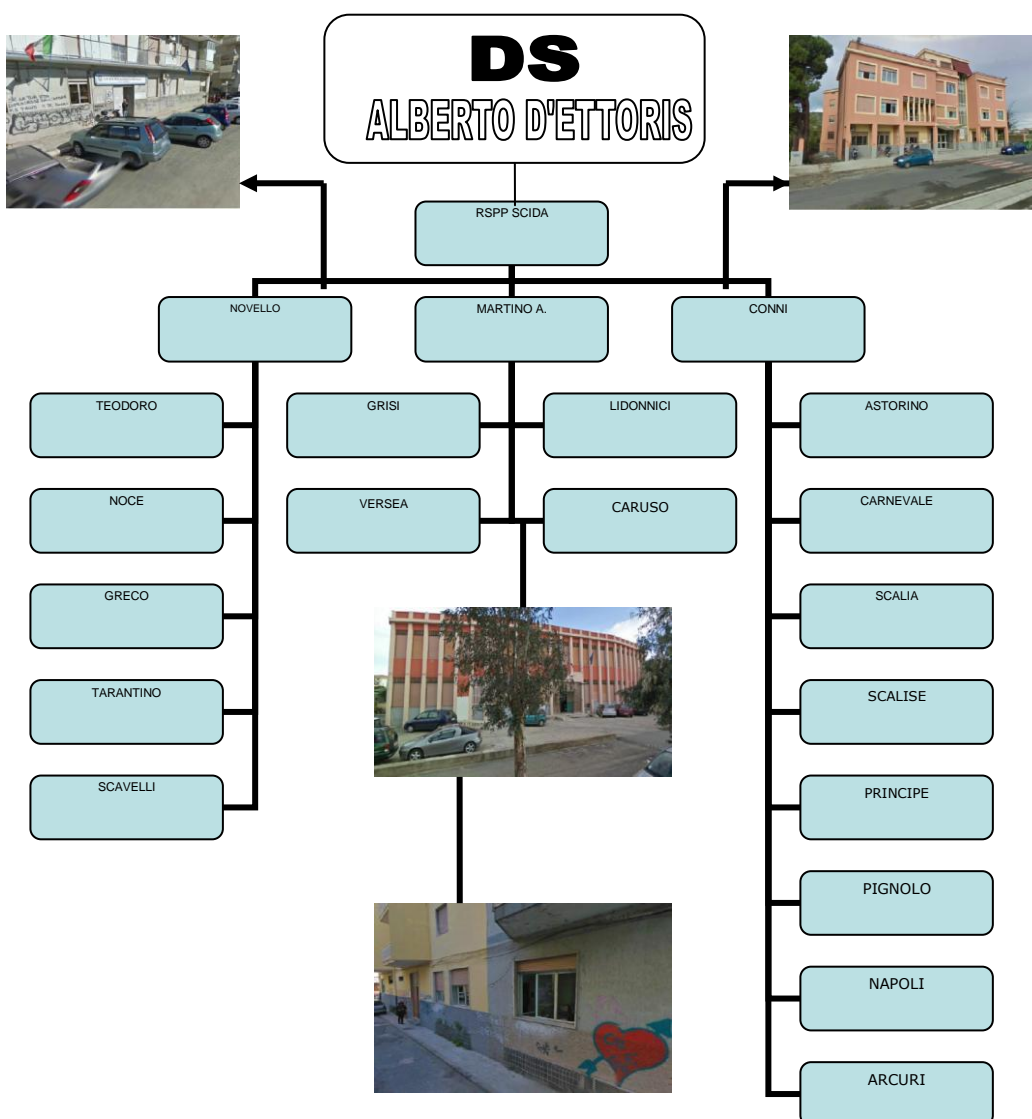 DS
ALBERTO D'ETTORIS
RSPP SCIDA
NOVELLO
MARTINO A.
CONNI
TEODORO
GRISI
LIDONNICI
ASTORINO
NOCE
VERSEA
CARUSO
CARNEVALE
GRECO
SCALIA
TARANTINO
SCALISE
SCAVELLI
PRINCIPE
PIGNOLO
NAPOLI
ARCURI